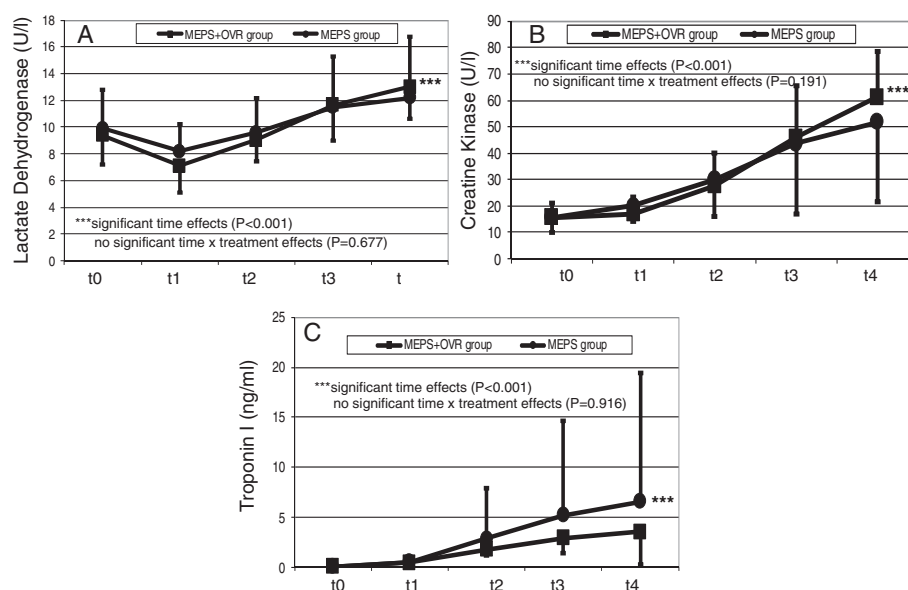 A
MEPS+OVR group MEPS group
Lactate Dehydrogenase (U/l)
18
16
14
12
10
8
6
4
2
0
***
***significant time effects (P<0.001)
no significant time x treatment effects (P=0.677)
t0 t1 t2 t3 t
B
MEPS+OVR group MEPS group
Creatine Kinase (U/l)
90
80
70
60
50
40
30
20
10
0
***significant time effects (P<0.001)
no significant time x treatment effects (P=0.191)
***
t0 t1 t2 t3 t4
C
MEPS+OVR group MEPS group
Troponin I (ng/ml)
25
20
15
10
5
0
***significant time effects (P<0.001)
no significant time x treatment effects (P=0.916)
***
t0 t1 t2 t3 t4